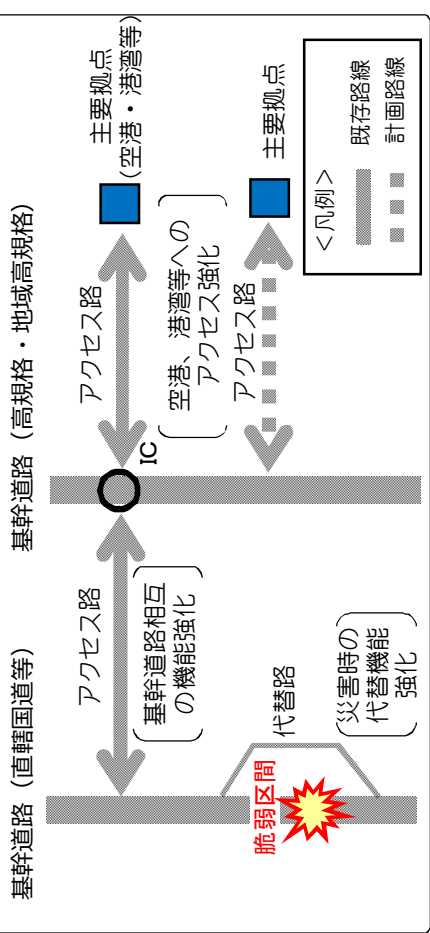 基幹道路（直轄国道等）
基幹道路（高規格・地域高規格）
アクセス路
アクセス路
主要拠点
（空港・港湾等）
IC
基幹道路相互
の機能強化
空港、港湾等への
アクセス強化
アクセス路
主要拠点
脆弱区間
代替路
災害時の
代替機能
強化
＜凡例＞
既存路線
計画路線